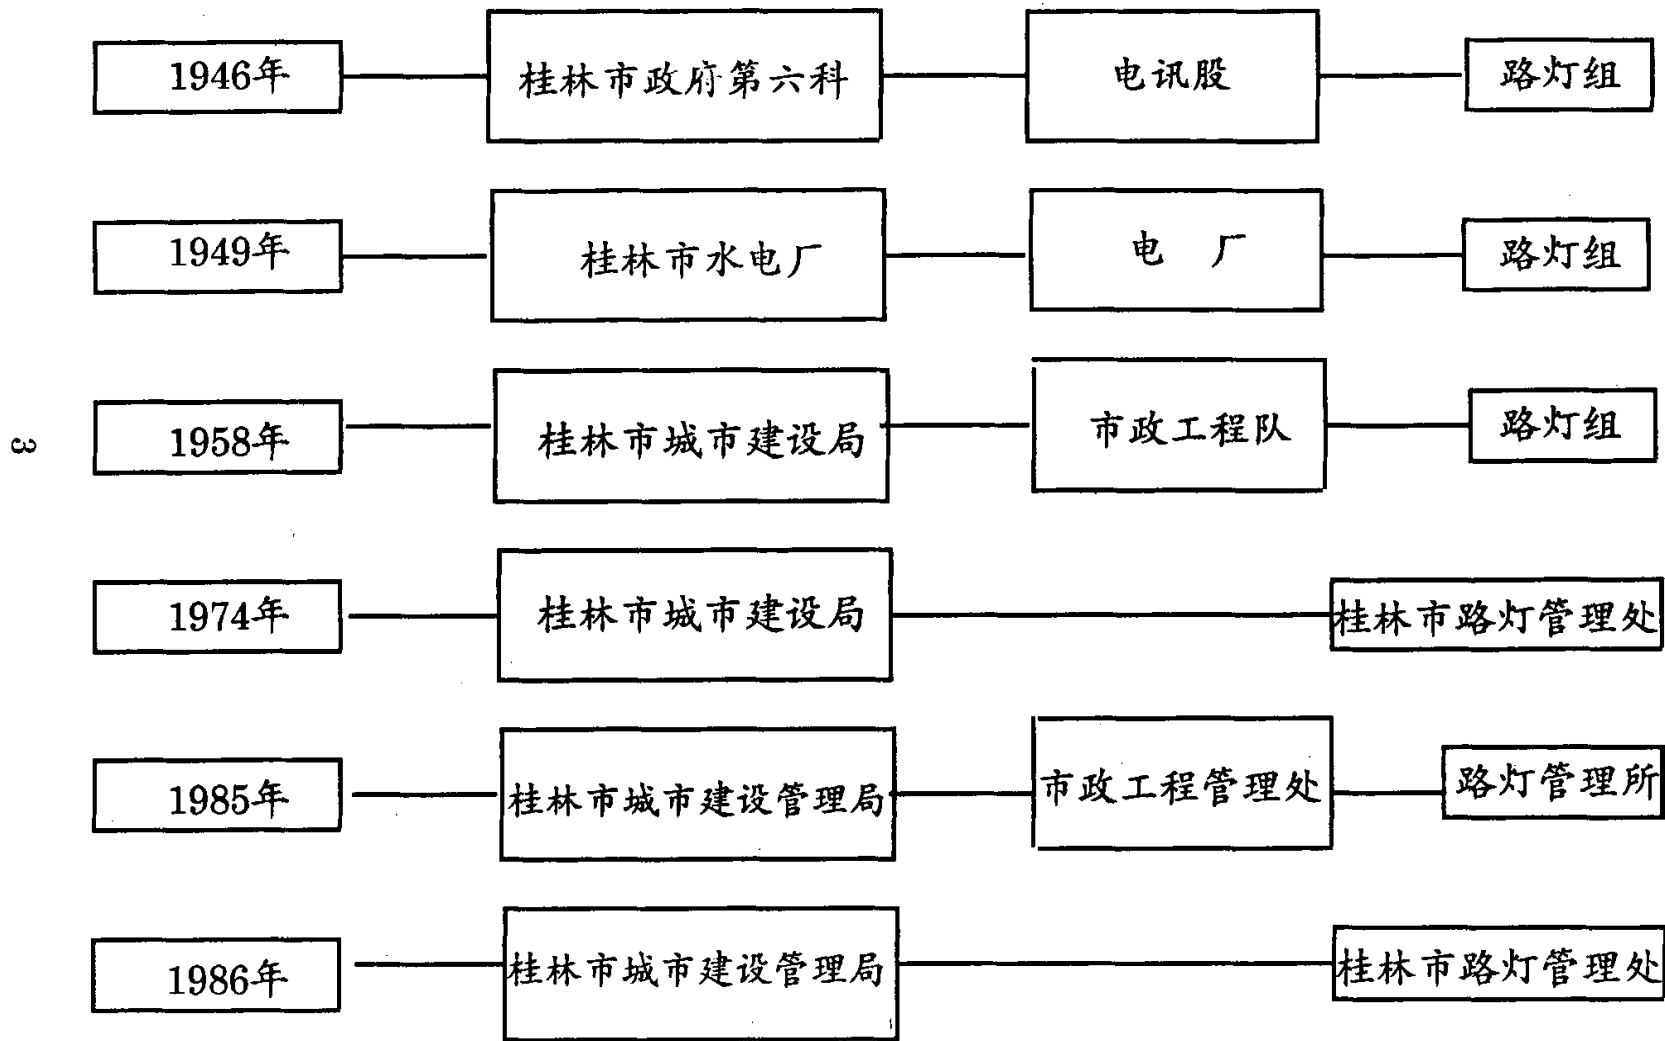 1946年 桂林市政府第六科 电讯股 路灯组
1949年 桂林市水电厂 电 厂 路灯组
1958年 桂林市城市建设局 市政工程队 路灯组
3
1974年 桂林市城市建设局 桂林市路灯管理处
1985年 桂林市城市建设管理局 市政工程管理处 路灯管理所
1986年 桂林市城市建设管理局 桂林市路灯管理处